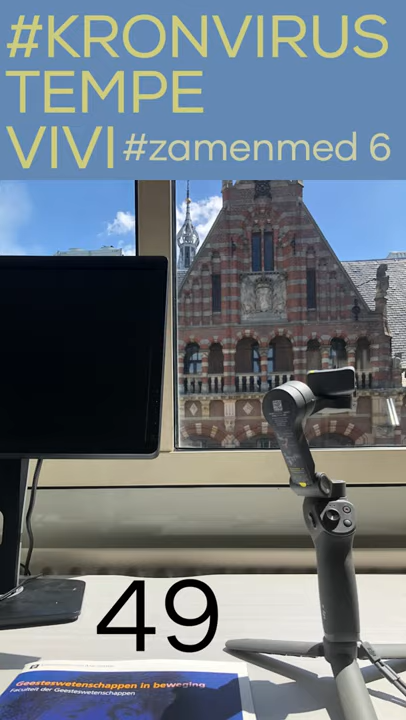 #KRONVIRUS
TEMPE
VIVI #zamenmed 6
49
Geesteswetenschappen in beweging
Faculteit der Geesteswetenschappen